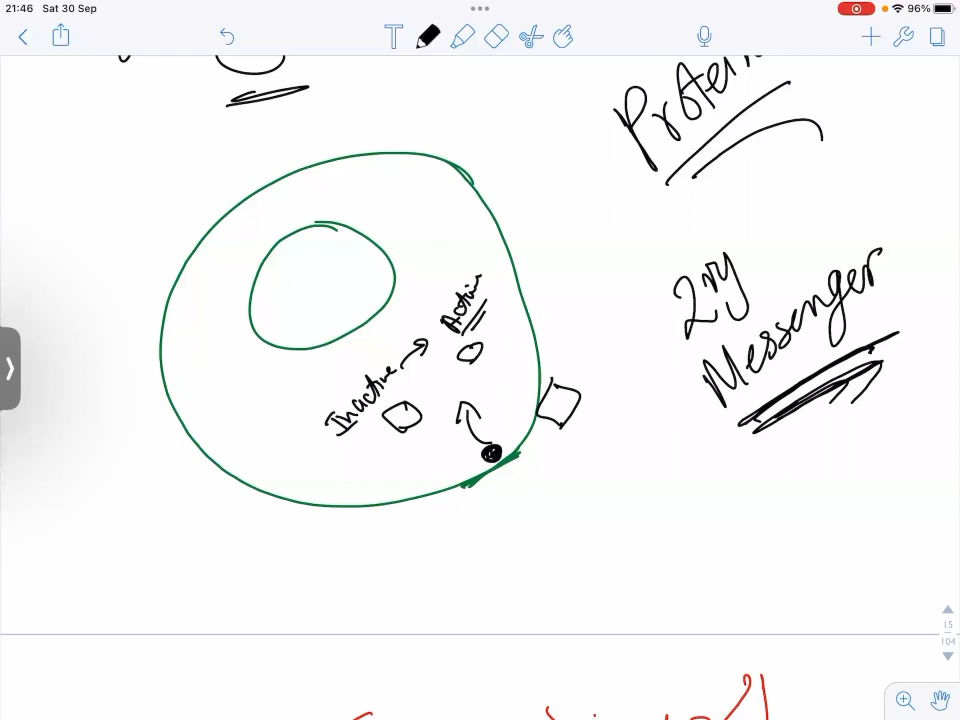 21:46 Sat 30 Sep
96%
T
Protein
2ry
Messenger
Active
Inactive
15
104